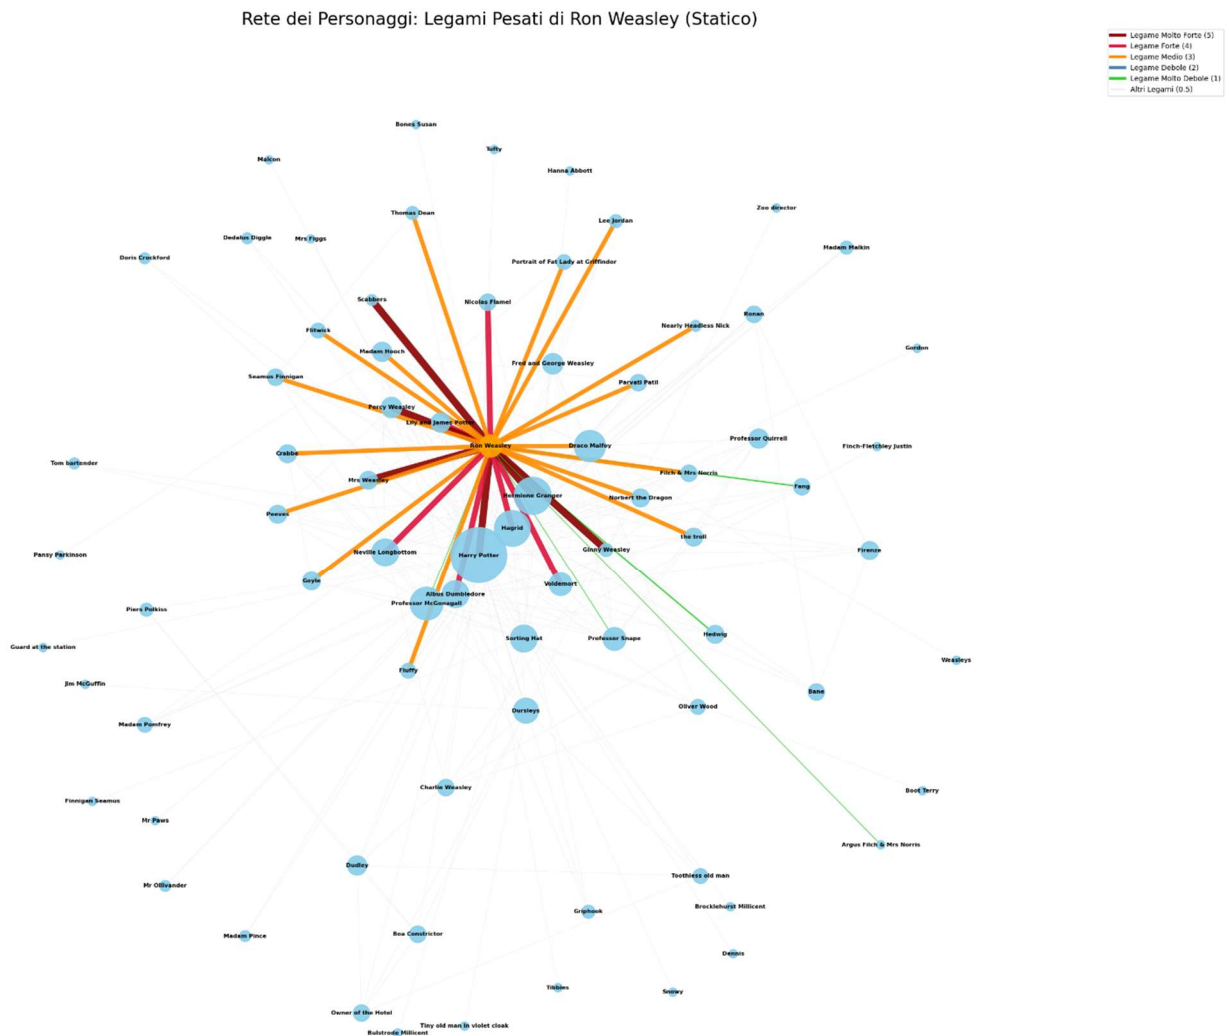 Rete dei Personaggi: Legami Pesati di Ron Weasley (Statico)
Legame Molto Forte (5)
Legame Forte (4)
Legame Medio (3)
Legame Debole (2)
Legame Molto Debole (1)
Altri Legami (0.5)
Bones Susan
Tufty
Malcon
Hanna Abbott
Zoo director
Thomas Dean
Lee Jordan
Dedalus Diggle
Mrs Figgs
Madam Malkin
Doris Crockford
Portrait of Fat Lady at Griffindor
Scabbers
Nicolas Flamel
Ronan
Nearly Headless Nick
Flitwick
Gordon
Madam Hooch
Fred and George Weasley
Seamus Finnigan
Parvati Patil
Percy Weasley
Lily and James Potter
Professor Quirrell
Ron Weasley
Draco Malfoy
Finch-Fletchley Justin
Crabbe
Tom bartender
Filch & Mrs Norris
Mrs Weasley
Fang
Hermione Granger
Norbert the Dragon
Peeves
Hagrid
the troll
Neville Longbottom
Ginny Weasley
Firenze
Pansy Parkinson
Harry Potter
Goyle
Voldemort
Albus Dumbledore
Professor McGonagall
Piers Polkiss
Hedwig
Sorting Hat
Professor Snape
Guard at the station
Weasleys
Fluffy
Jim McGuffin
Bane
Oliver Wood
Dursleys
Madam Pomfrey
Charlie Weasley
Boot Terry
Finnigan Seamus
Mr Paws
Argus Filch & Mrs Norris
Dudley
Toothless old man
Mr Ollivander
Brocklehurst Millicent
Griphook
Boa Constrictor
Madam Pince
Dennis
Tibbles
Snowy
Owner of the Hotel
Tiny old man in violet cloak
Bulstrode Millicent